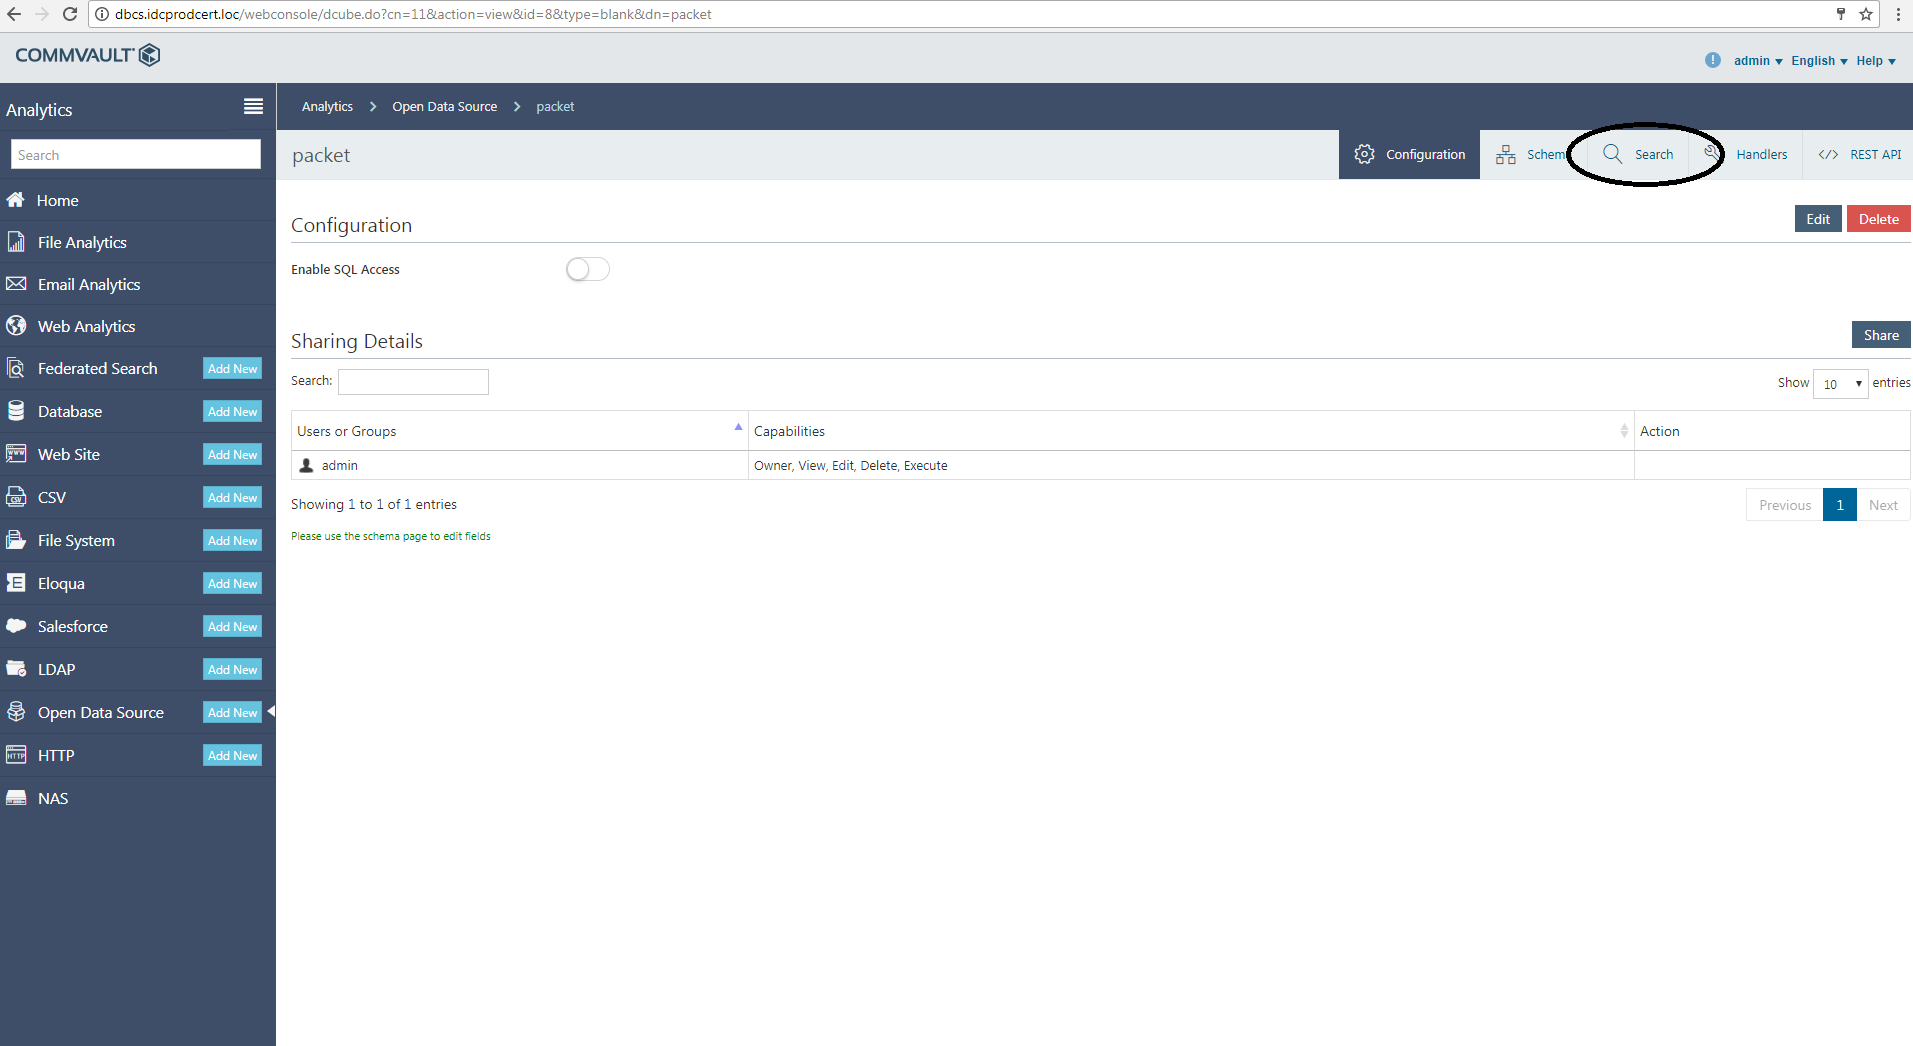 dbcs.idcprodcert.loc/webconsole/dcube.do?cn=11&action=view&id=8&type=blank&dn=packet
COMMVAULT
admin English Help
Analytics
Analytics > Open Data Source > packet
Search
packet
Configuration Schem Search Handlers </> REST API
Home
File Analytics
Email Analytics
Web Analytics
Federated Search Add New
Database Add New
Web Site Add New
CSV Add New
File System Add New
Eloqua Add New
Salesforce Add New
LDAP Add New
Open Data Source Add New
HTTP Add New
NAS
Configuration Edit Delete
Enable SQL Access
Sharing Details Share
Search: Show 10 entries
Users or Groups Capabilities Action
admin Owner, View, Edit, Delete, Execute
Showing 1 to 1 of 1 entries Previous 1 Next
Please use the schema page to edit fields